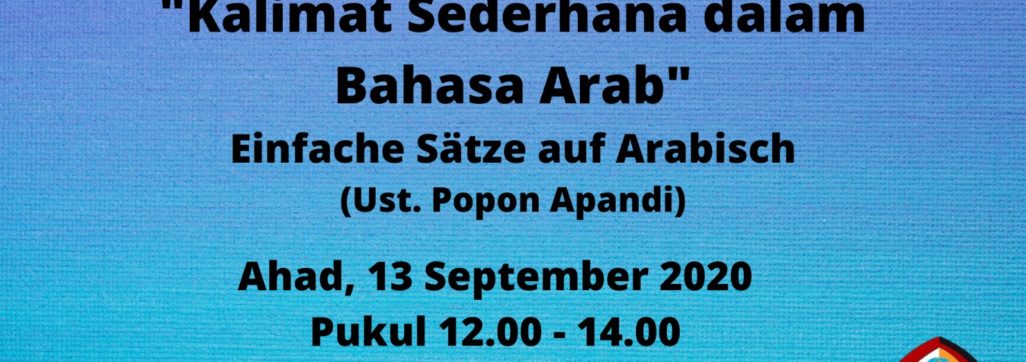 "Kalimat Sederhana dalam
Bahasa Arab"
Einfache Sätze auf Arabisch
(Ust. Popon Apandi)
Ahad, 13 September 2020
Pukul 12.00 - 14.00